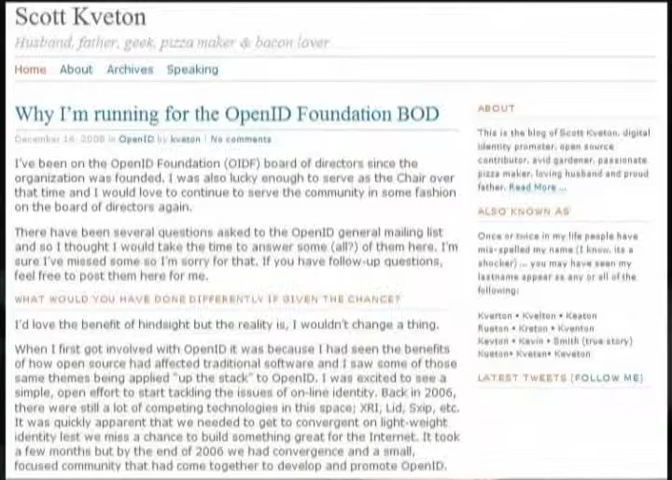 Scott Kveton
Husband, father, geek, pizza maker & bacon lover
Home About Archives Speaking
Why I'm running for the OpenID Foundation BOD
December 16, 2008 in OpenID by kveton | No comments
I've been on the OpenID Foundation (OIDF) board of directors since the
organization was founded. I was also lucky enough to serve as the Chair over
that time and I would love to continue to serve the community in some fashion
on the board of directors again.
There have been several questions asked to the OpenID general mailing list
and so I thought I would take the time to answer some (all?) of them here. I'm
sure I've missed some so I'm sorry for that. If you have follow-up questions,
feel free to post them here for me.
WHAT WOULD YOU HAVE DONE DIFFERENTLY IF GIVEN THE CHANCE?
I'd love the benefit of hindsight but the reality is, I wouldn't change a thing.
When I first got involved with OpenID it was because I had seen the benefits
of how open source had affected traditional software and I saw some of those
same themes being applied "up the stack" to OpenID. I was excited to see a
simple, open effort to start tackling the issues of on-line identity. Back in 2006,
there were still a lot of competing technologies in this space; XRI, Lid, Sxip, etc.
It was quickly apparent that we needed to get to convergent on light-weight
identity lest we miss a chance to build something great for the Internet. It took
a few months but by the end of 2006 we had convergence and a small,
focused community that had come together to develop and promote OpenID.
ABOUT
This is the blog of Scott Kveton, digital
identity promoter, open source
contributor, avid gardener, passionate
pizza maker, loving husband and proud
father. Read More ...
ALSO KNOWN AS
Once or twice in my life people have
mis-spelled my name (I know, its a
shocker) ... you may have seen my
lastname appear as any or all of the
following:
Kverton • Kvelton • Keaton
Kueton • Kreton • Kventon
Kevton • Kevin • Smith (true story)
Kueton • Kvetan • Keveton
LATEST TWEETS (FOLLOW ME)